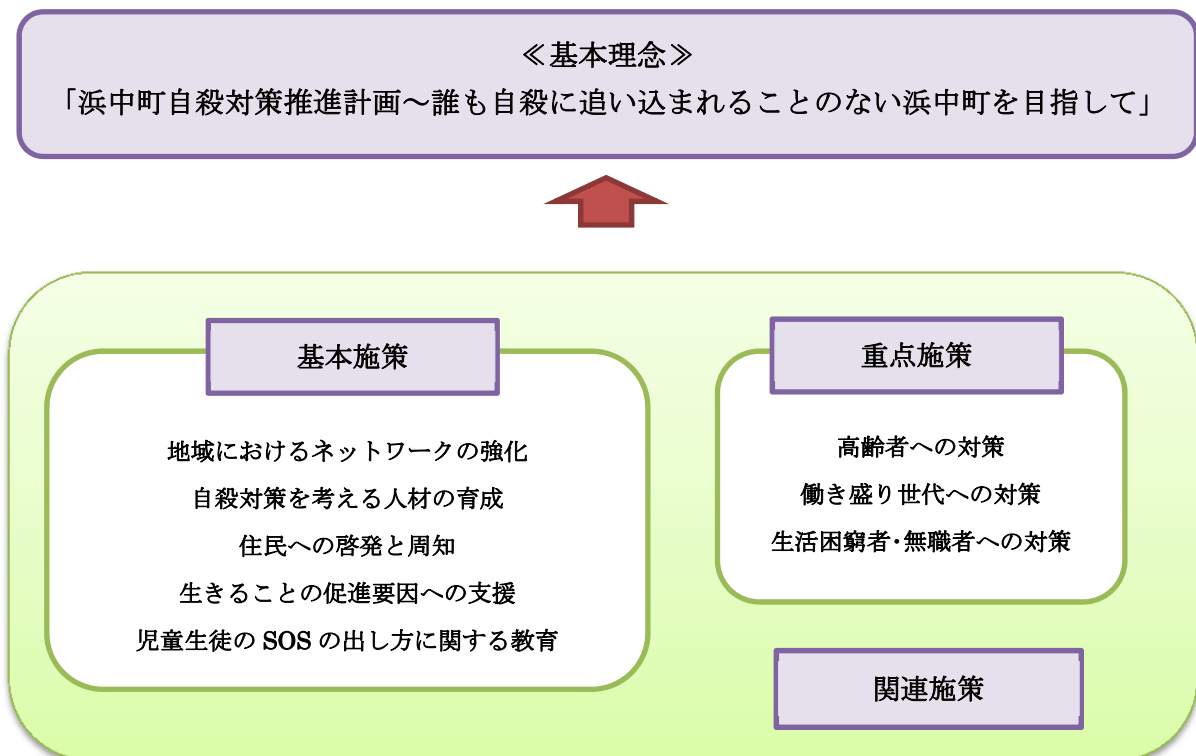 ≪基本理念≫
「浜中町自殺対策推進計画～誰も自殺に追い込まれることのない浜中町を目指して」
基本施策
地域におけるネットワークの強化
自殺対策を考える人材の育成
住民への啓発と周知
生きることの促進要因への支援
児童生徒の SOS の出し方に関する教育
重点施策
高齢者への対策
働き盛り世代への対策
生活困窮者・無職者への対策
関連施策